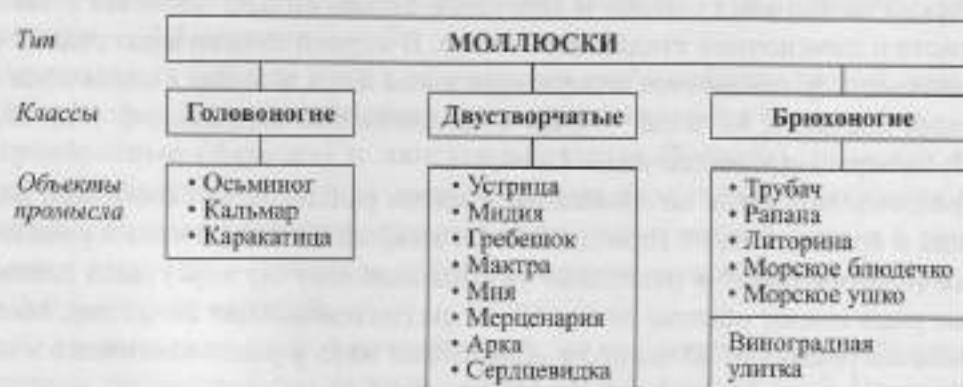 Тип
МОЛЛЮСКИ
Классы
Головоногие
Двустворчатые
Брюхоногие
Объекты
промысла
• Осьминог
• Кальмар
• Каракатица
• Устрица
• Мидия
• Гребешок
• Мактра
• Мия
• Мерценария
• Арка
• Сердцевидка
• Трубач
• Рапана
• Литорина
• Морское блюдечко
• Морское ушко
Виноградная
улитка